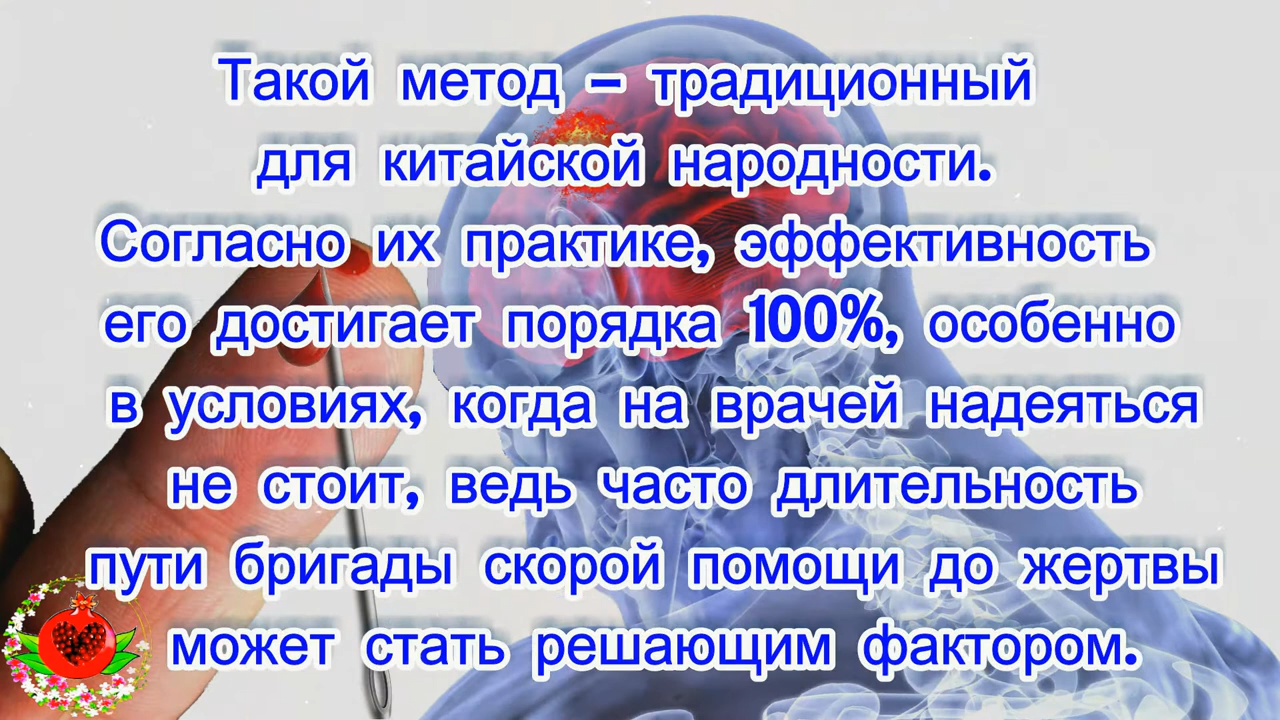 Такой метод – традиционный
для китайской народности.
Согласно их практике, эффективность
его достигает порядка 100%, особенно
в условиях, когда на врачей надеяться
не стоит, ведь часто длительность
пути бригады скорой помощи до жертвы
может стать решающим фактором.